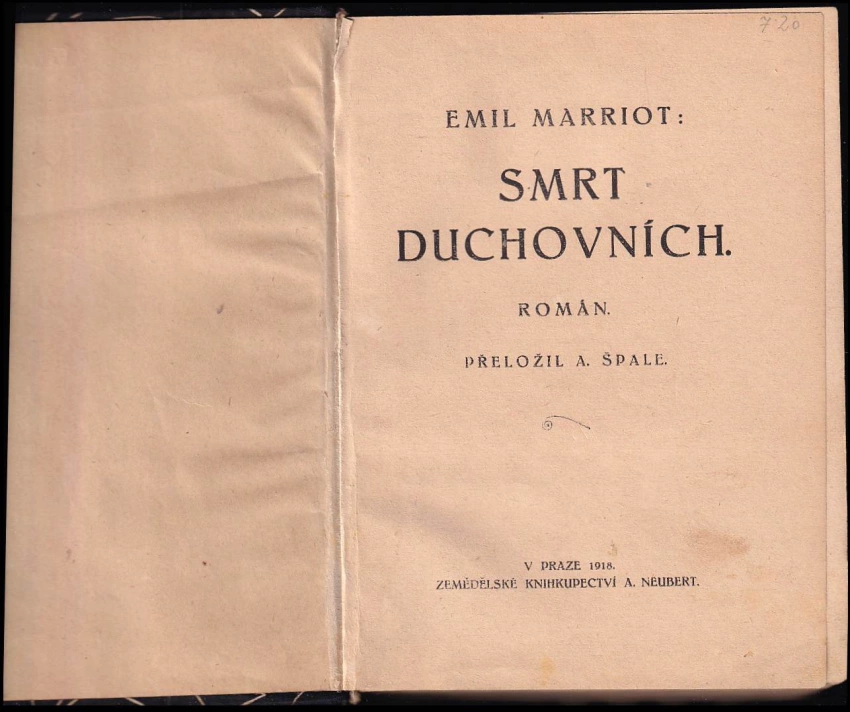 7·20
EMIL MARRIOT:
SMRT
DUCHOVNÍCH.
ROMÁN.
PŘELOŽIL A. ŠPALE.
V PRAZE 1918.
ZEMĚDĚLSKÉ KNIHKUPECTVÍ A. NEUBERT.